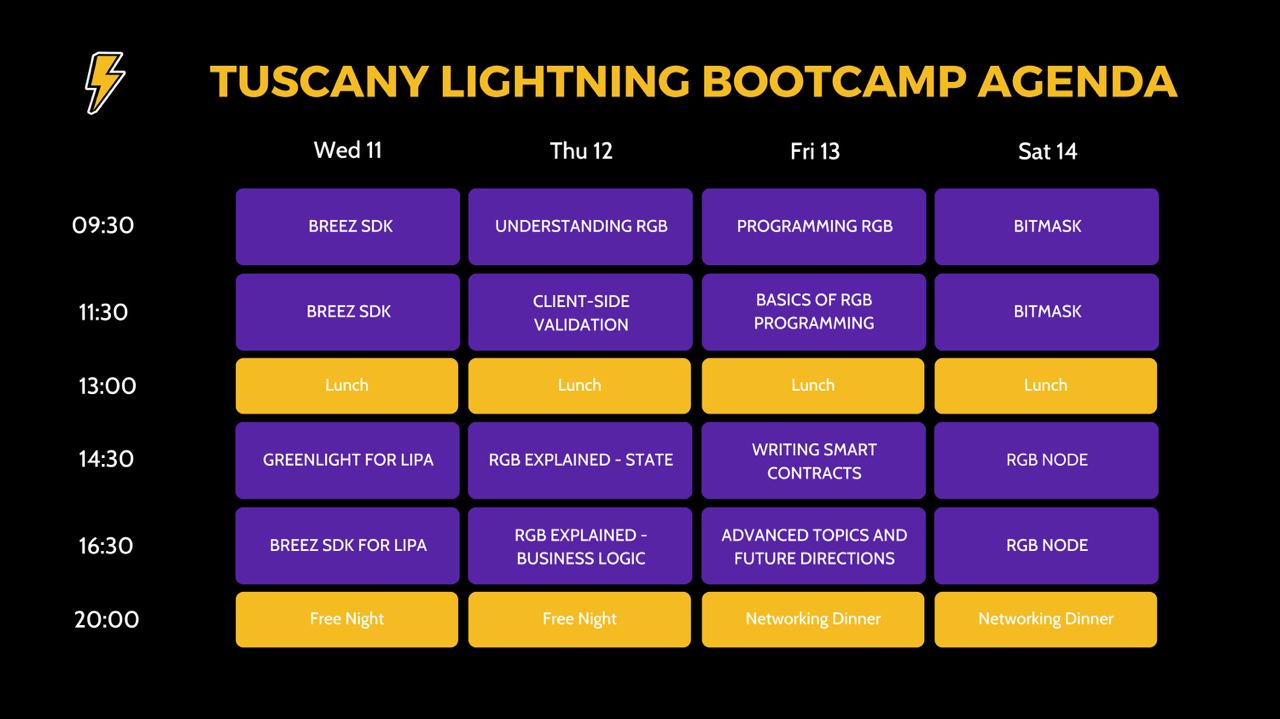 TUSCANY LIGHTNING BOOTCAMP AGENDA
Wed 11 Thu 12 Fri 13 Sat 14
09:30 BREEZ SDK UNDERSTANDING RGB PROGRAMMING RGB BITMASK
11:30 BREEZ SDK CLIENT-SIDE VALIDATION BASICS OF RGB PROGRAMMING BITMASK
13:00 Lunch Lunch Lunch Lunch
14:30 GREENLIGHT FOR LIPA RGB EXPLAINED - STATE WRITING SMART CONTRACTS RGB NODE
16:30 BREEZ SDK FOR LIPA RGB EXPLAINED - BUSINESS LOGIC ADVANCED TOPICS AND FUTURE DIRECTIONS RGB NODE
20:00 Free Night Free Night Networking Dinner Networking Dinner